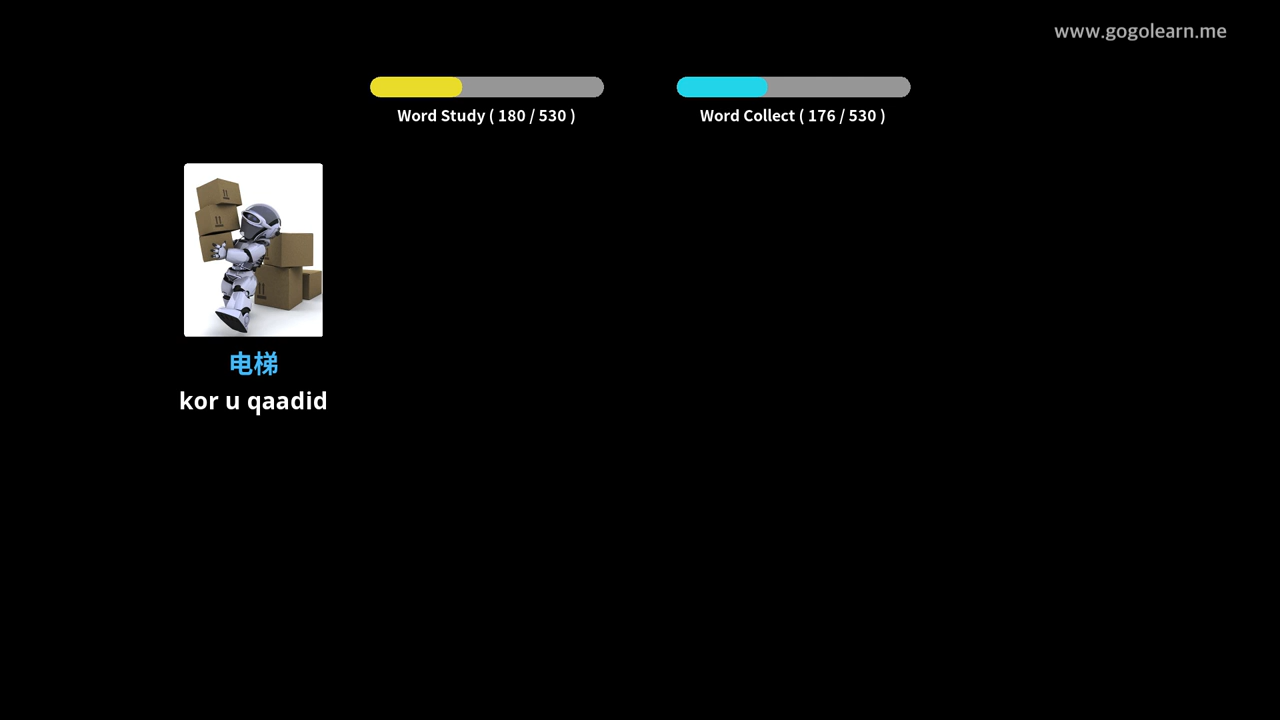 www.gogolearn.me
Word Study ( 180 / 530 )
Word Collect ( 176 / 530 )
电梯
kor u qaadid